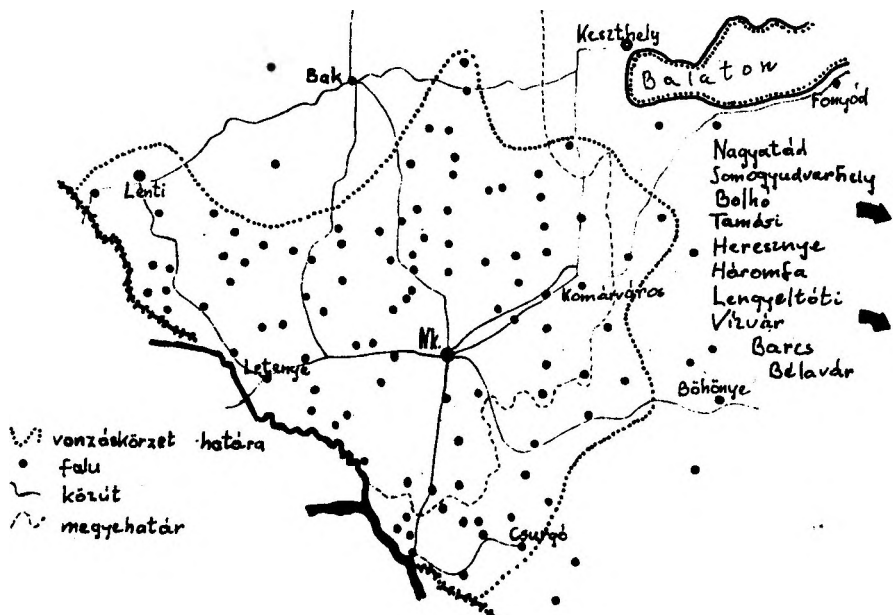 Keszthely
Bak
Balaton
Fonyód
Lenti
Nagyatád
Somogyudvarhely
Bolhó
Tamási
Heresznye
Háromfa
Lengyeltóti
Vízvár
Barcs
Bélavár
Komárváros
Nk.
Letenye
Böhönye
vonzáskörzet határa
falu
közút
megyehatár
Csurgó